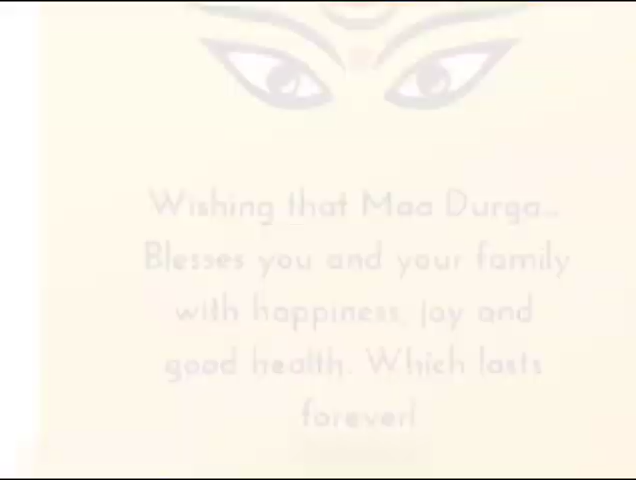 Wishing that Maa Durga...
Blesses you and your family
with happiness, joy and
good health. Which lasts
forever!